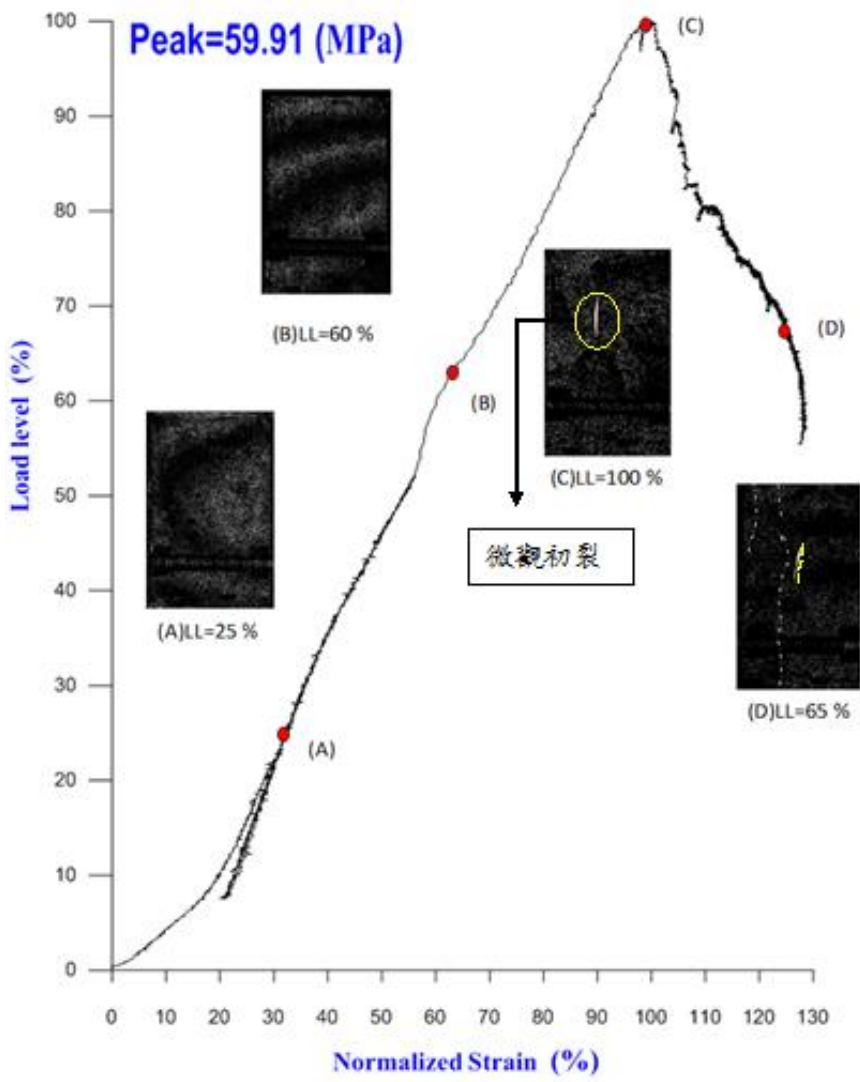 Peak=59.91 (MPa)
Load level (%)
100
90
80
70
60
50
40
30
20
10
0
(C)
(B)LL=60 %
(D)
(B)
(C)LL=100 %
微觀初裂
(A)LL=25 %
(D)LL=65 %
(A)
0 10 20 30 40 50 60 70 80 90 100 110 120 130
Normalized Strain (%)